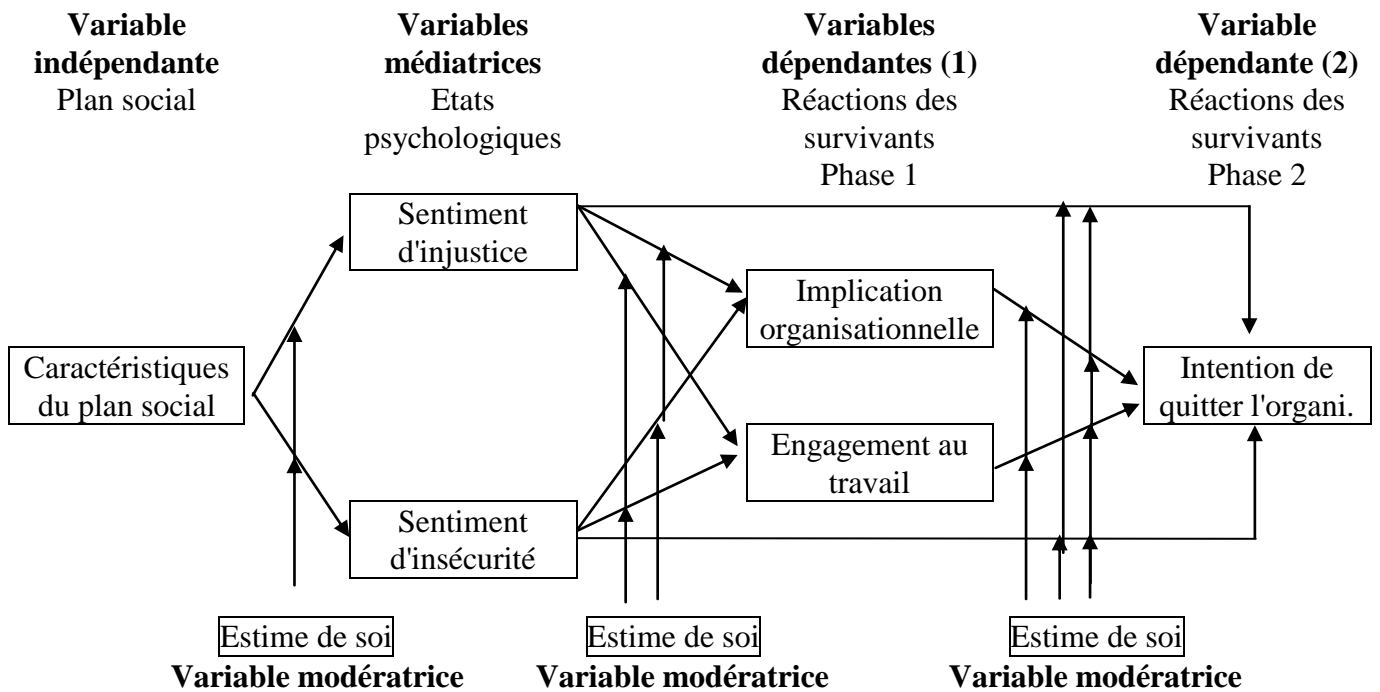 Variable
indépendante
Plan social
Variables
médiatrices
Etats
psychologiques
Variables
dépendantes (1)
Réactions des
survivants
Phase 1
Variable
dépendante (2)
Réactions des
survivants
Phase 2
Sentiment
d'injustice
Implication
organisationnelle
Caractéristiques
du plan social
Intention de
quitter l'organi.
Engagement au
travail
Sentiment
d'insécurité
Estime de soi
Variable modératrice
Estime de soi
Variable modératrice
Estime de soi
Variable modératrice